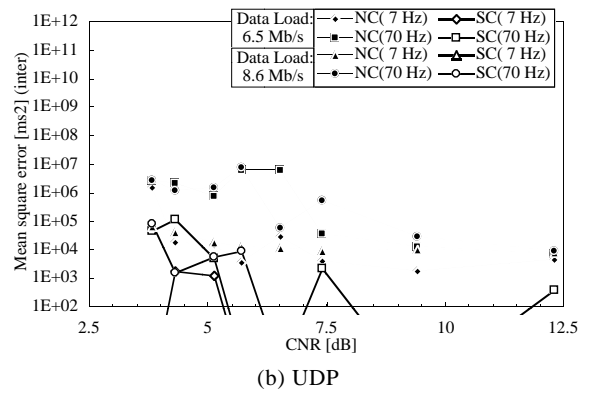 Data Load: NC( 7 Hz) SC( 7 Hz)
6.5 Mb/s NC(70 Hz) SC(70 Hz)
Data Load: NC( 7 Hz) SC( 7 Hz)
8.6 Mb/s NC(70 Hz) SC(70 Hz)
Mean square error [ms2] (inter)
1E+12
1E+11
1E+10
1E+09
1E+08
1E+07
1E+06
1E+05
1E+04
1E+03
1E+02
2.5 5 7.5 10 12.5
CNR [dB]
(b) UDP